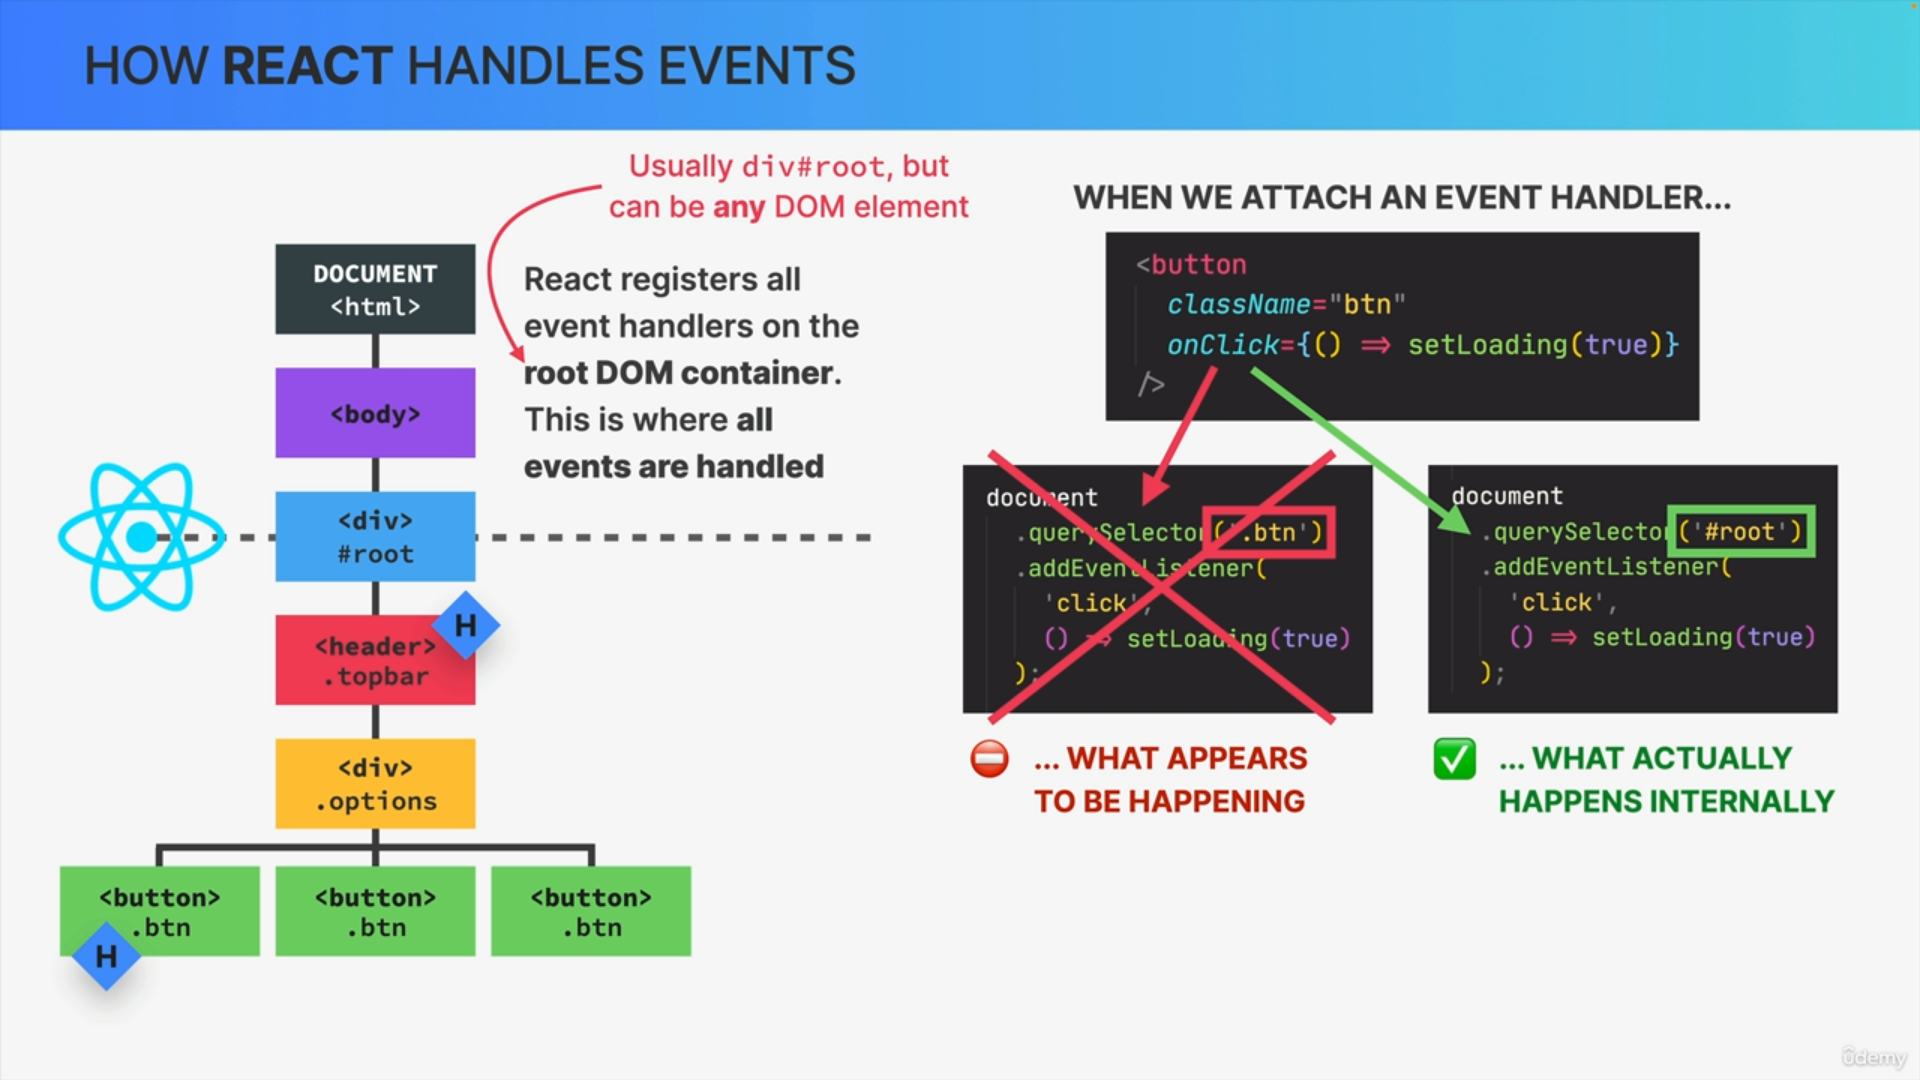 HOW REACT HANDLES EVENTS
Usually div#root, but
can be any DOM element
DOCUMENT
<html>
<body>
<div>
#root
<header>
.topbar
H
<div>
.options
<button>
.btn
H
<button>
.btn
<button>
.btn
React registers all
event handlers on the
root DOM container.
This is where all
events are handled
WHEN WE ATTACH AN EVENT HANDLER...
<button
className="btn"
onClick={() => setLoading(true)}
/>
document
.querySelector('.btn')
.addEventListener(
'click',
() => setLoading(true)
);
... WHAT APPEARS
TO BE HAPPENING
document
.querySelector('#root')
.addEventListener(
'click',
() => setLoading(true)
);
... WHAT ACTUALLY
HAPPENS INTERNALLY
ûdemy